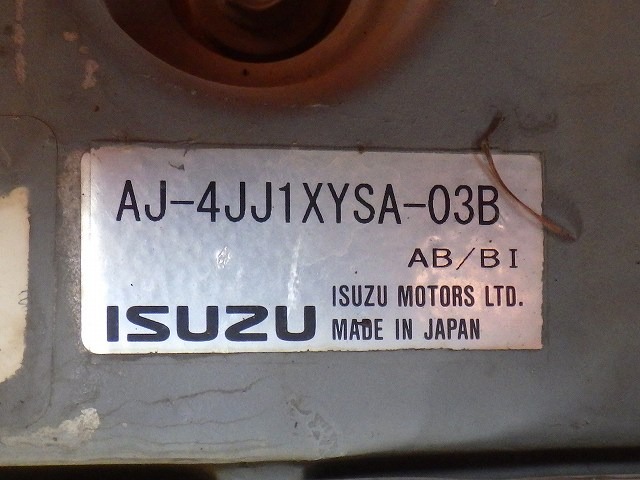 AJ-4JJ1XYSA-03B
AB/BI
ISUZU
ISUZU MOTORS LTD.
MADE IN JAPAN